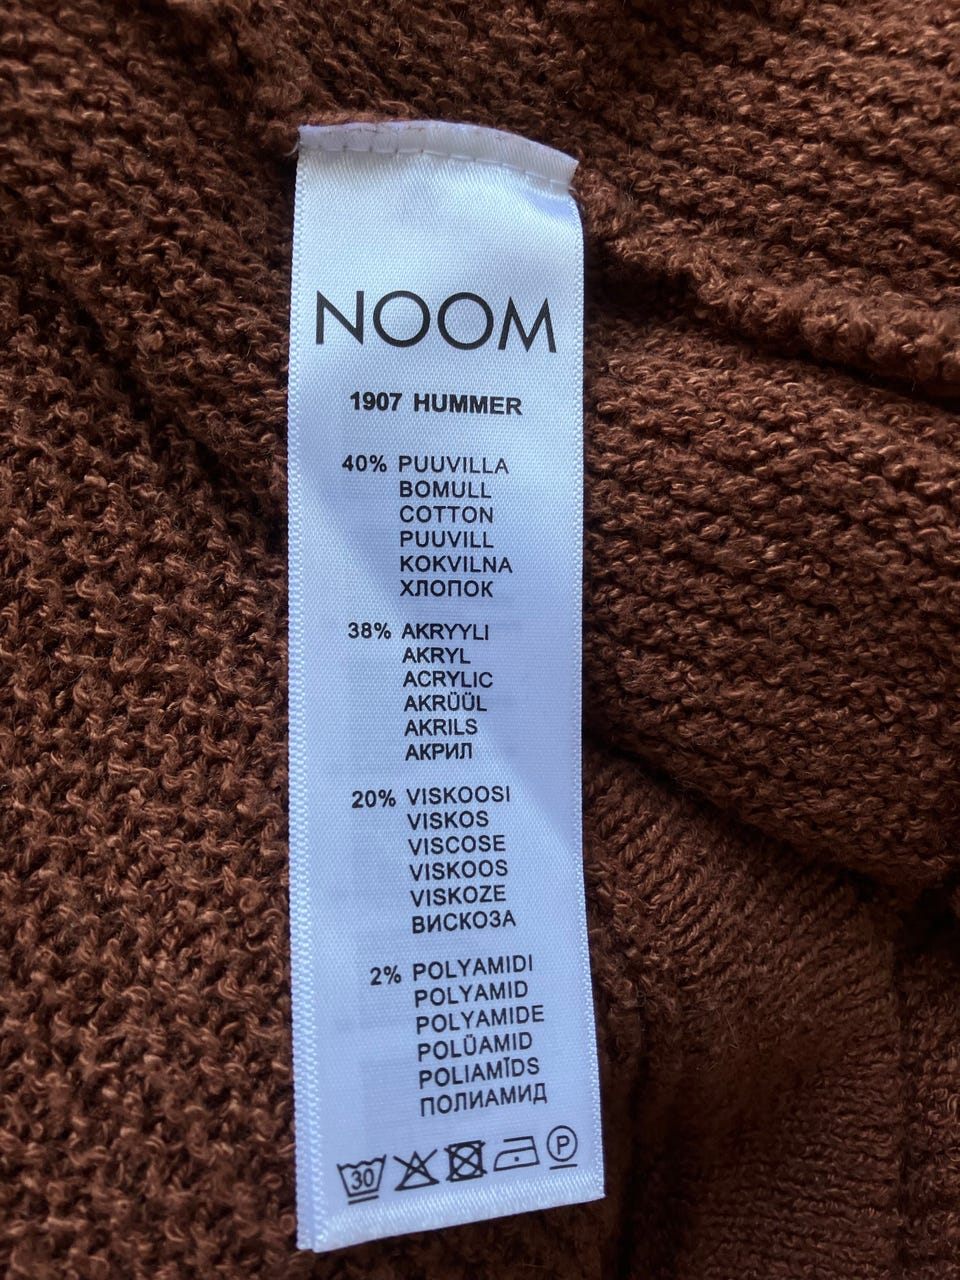 NOOM
1907 HUMMER
40% PUUVILLA
BOMULL
COTTON
PUUVILL
KOKVILNA
ХЛОПОК
38% AKRYYLI
AKRYL
ACRYLIC
AKRÜÜL
AKRILS
АКРИЛ
20% VISKOOSI
VISKOS
VISCOSE
VISKOOS
VISKOZE
ВИСКОЗА
2% POLYAMIDI
POLYAMID
POLYAMIDE
POLÜAMID
POLIAMĪDS
ПОЛИАМИД
30 P